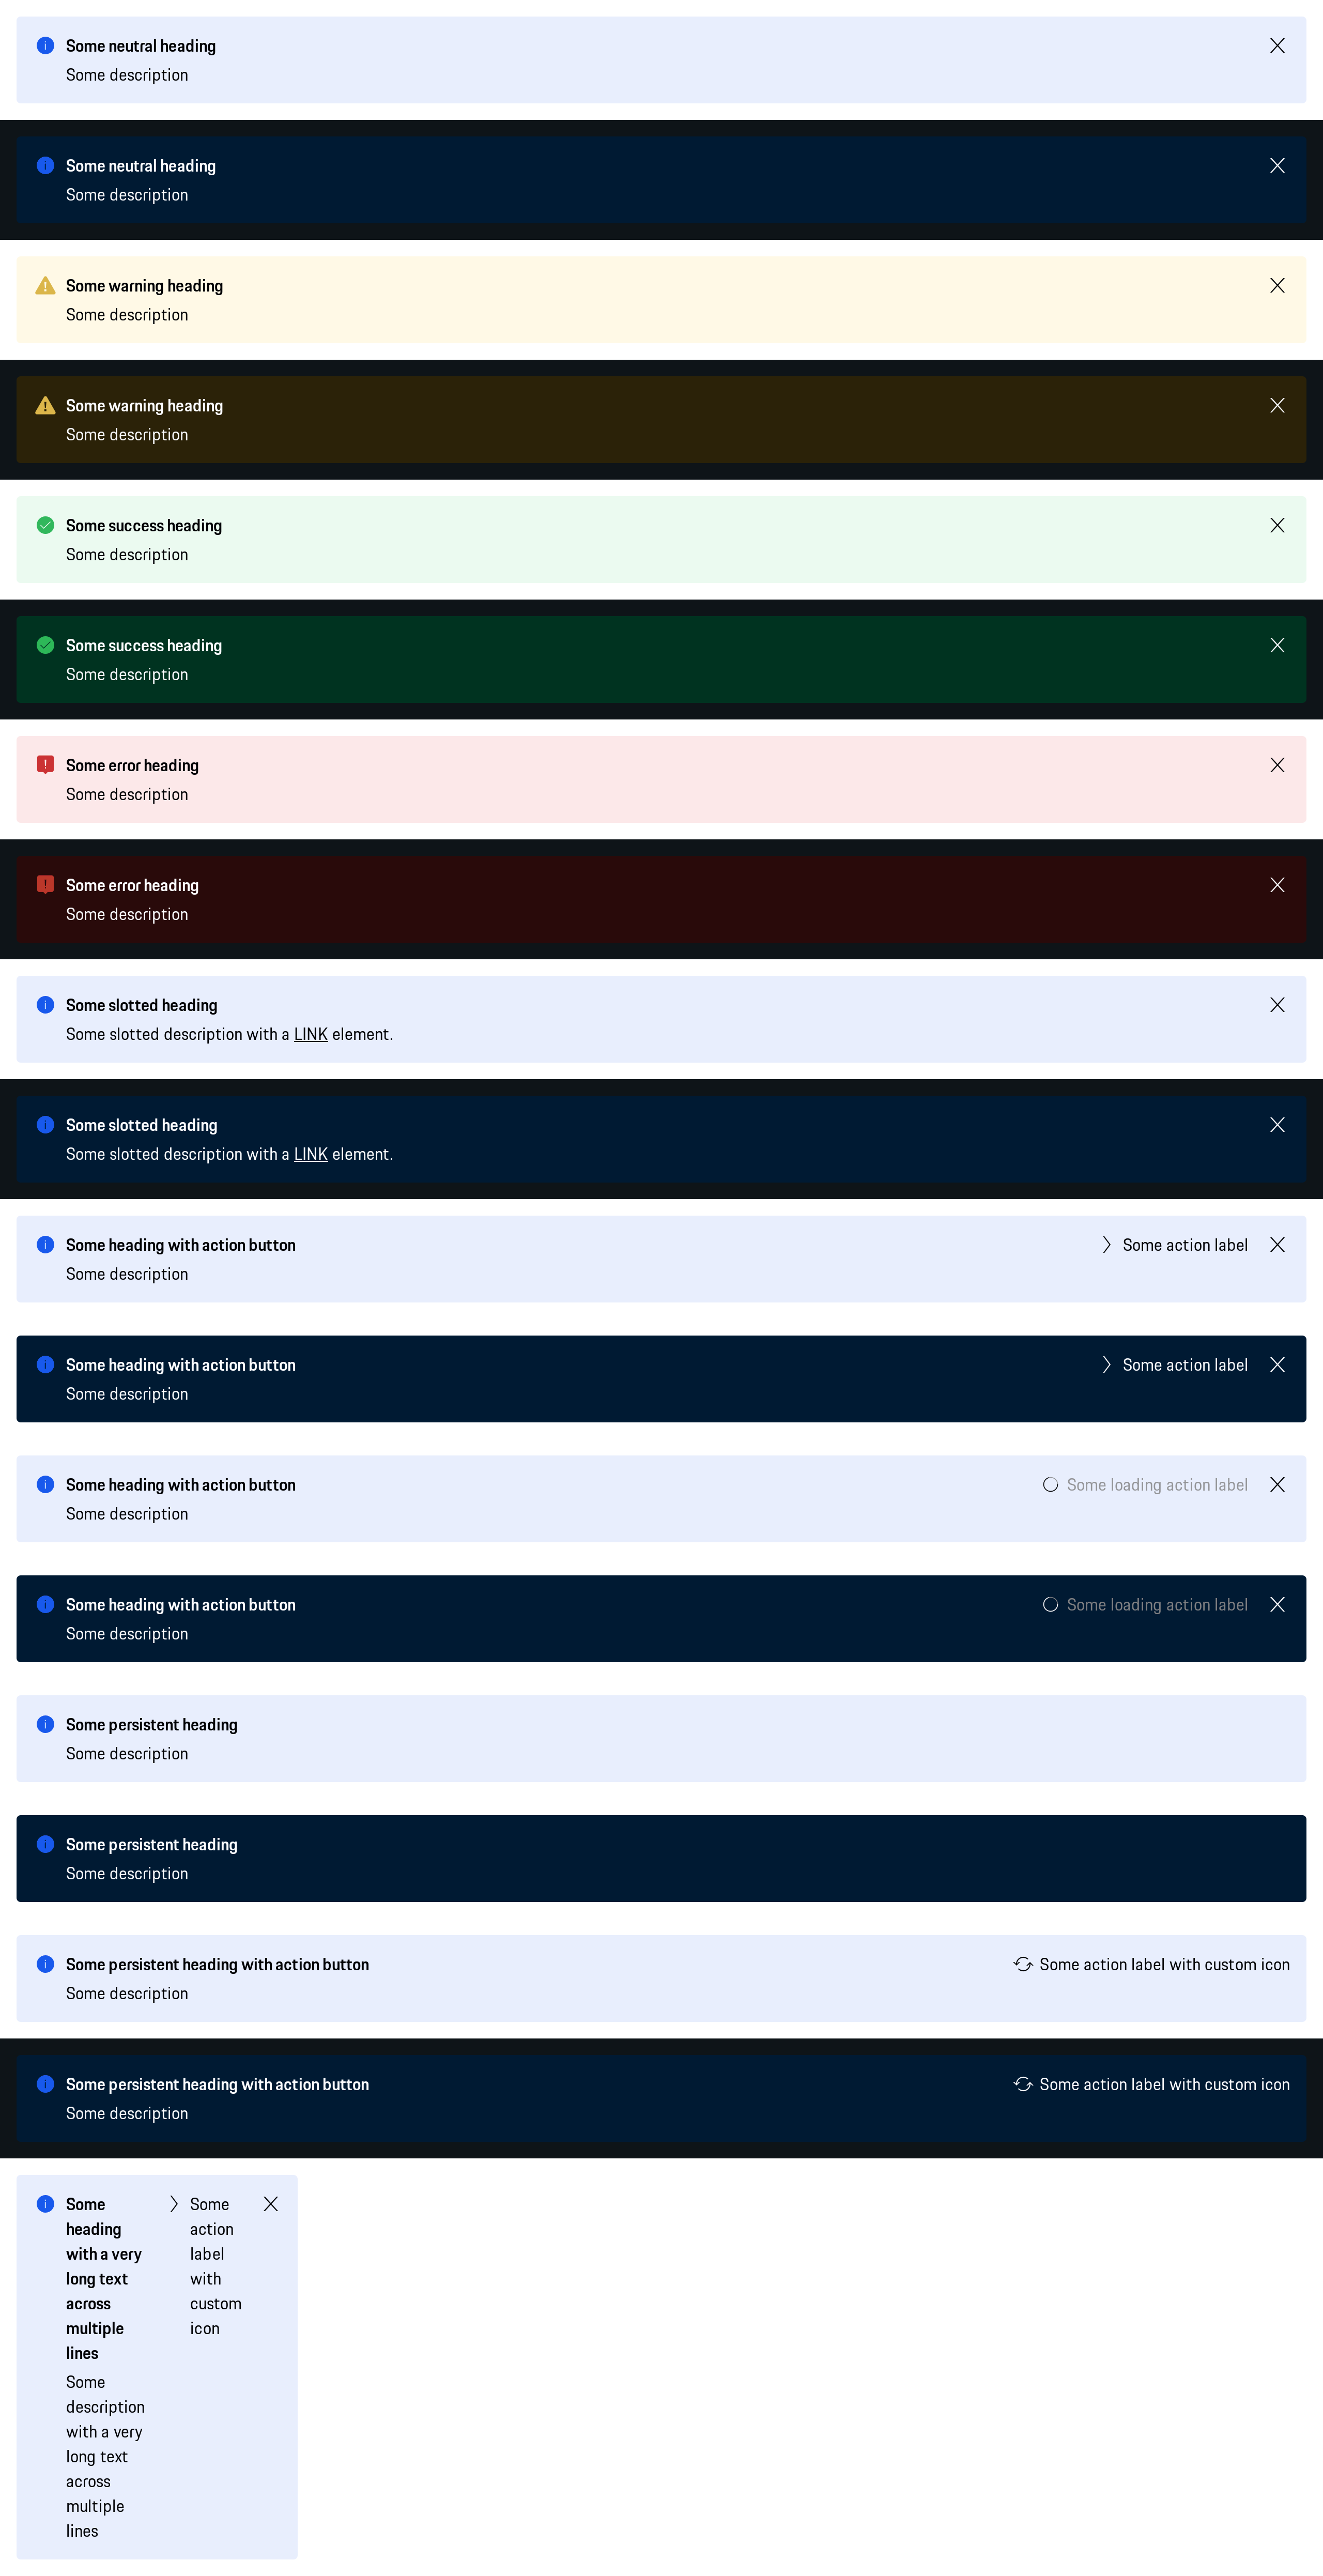 Some neutral heading
Some description
Some neutral heading
Some description
Some warning heading
Some description
Some warning heading
Some description
Some success heading
Some description
Some success heading
Some description
Some error heading
Some description
Some error heading
Some description
Some slotted heading
Some slotted description with a LINK element.
Some slotted heading
Some slotted description with a LINK element.
Some heading with action button
Some action label
Some description
Some heading with action button
Some action label
Some description
Some heading with action button
Some loading action label
Some description
Some heading with action button
Some loading action label
Some description
Some persistent heading
Some description
Some persistent heading
Some description
Some persistent heading with action button
Some action label with custom icon
Some description
Some persistent heading with action button
Some action label with custom icon
Some description
Some
heading
with a very
long text
across
multiple
lines
Some
description
with a very
long text
across
multiple
lines
Some
action
label
with
custom
icon